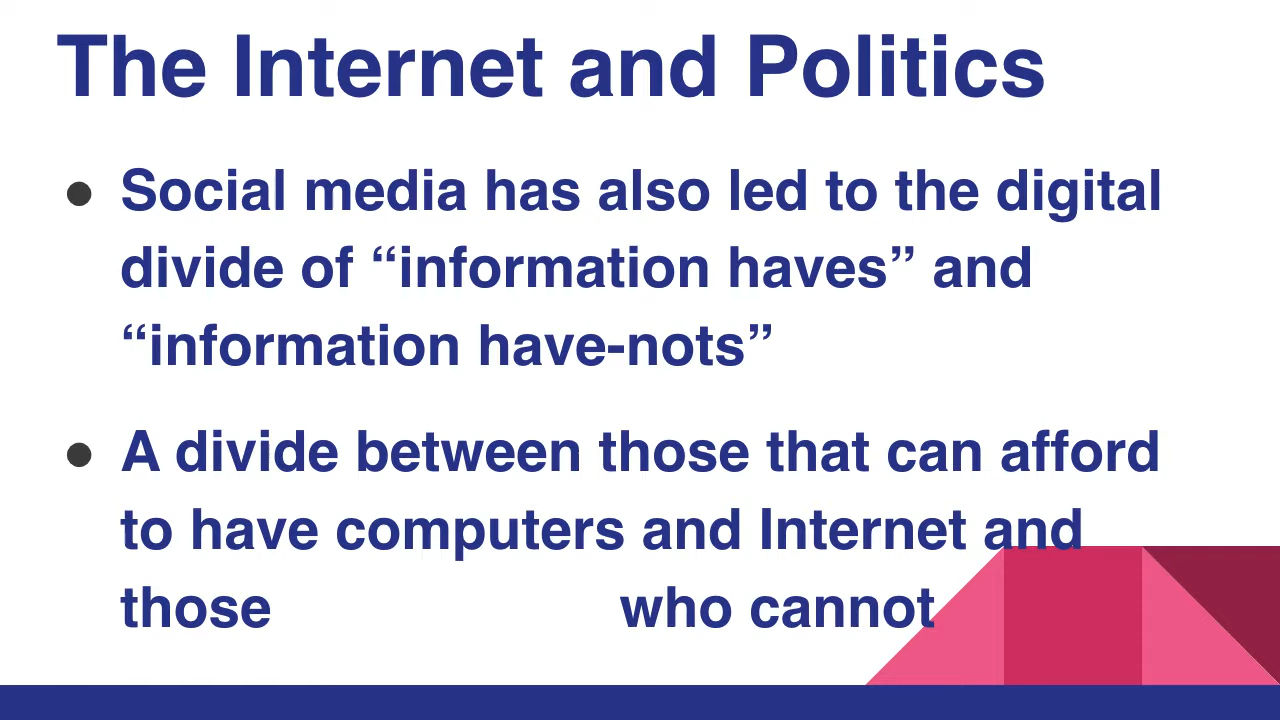 The Internet and Politics
● Social media has also led to the digital
divide of “information haves” and
“information have-nots”
● A divide between those that can afford
to have computers and Internet and
those who cannot